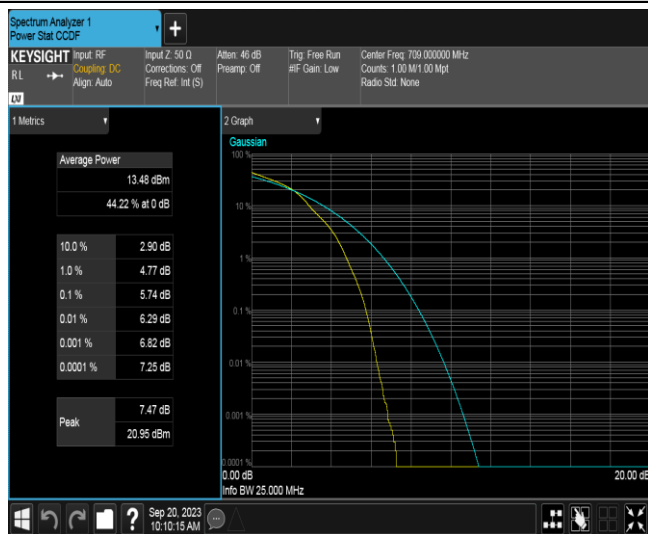 Spectrum Analyzer 1
Power Stat CCDF
+
KEYSIGHT
RL
Input: RF
Coupling: DC
Align: Auto
Input Z: 50 Ω
Corrections: Off
Freq Ref: Int (S)
Atten: 46 dB
Preamp: Off
Trig: Free Run
#IF Gain: Low
Center Freq: 709.000000 MHz
Counts: 1.00 M/1.00 Mpt
Radio Std: None
LXI
1 Metrics
Average Power
13.48 dBm
44.22 % at 0 dB
10.0 % 2.90 dB
1.0 % 4.77 dB
0.1 % 5.74 dB
0.01 % 6.29 dB
0.001 % 6.82 dB
0.0001 % 7.25 dB
Peak
7.47 dB
20.95 dBm
2 Graph
Gaussian
100 %
10 %
1 %
0.1 %
0.01 %
0.001 %
0.0001 %
0.00 dB 20.00 dB
Info BW 25.000 MHz
?
Sep 20, 2023
10:10:15 AM